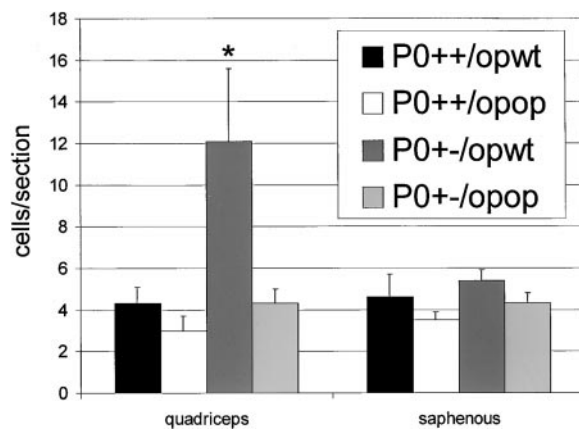 18
16
14
12
10
8
6
4
2
0
cells/section
*
P0++/opwt
P0++/opop
P0+-/opwt
P0+-/opop
quadriceps
saphenous